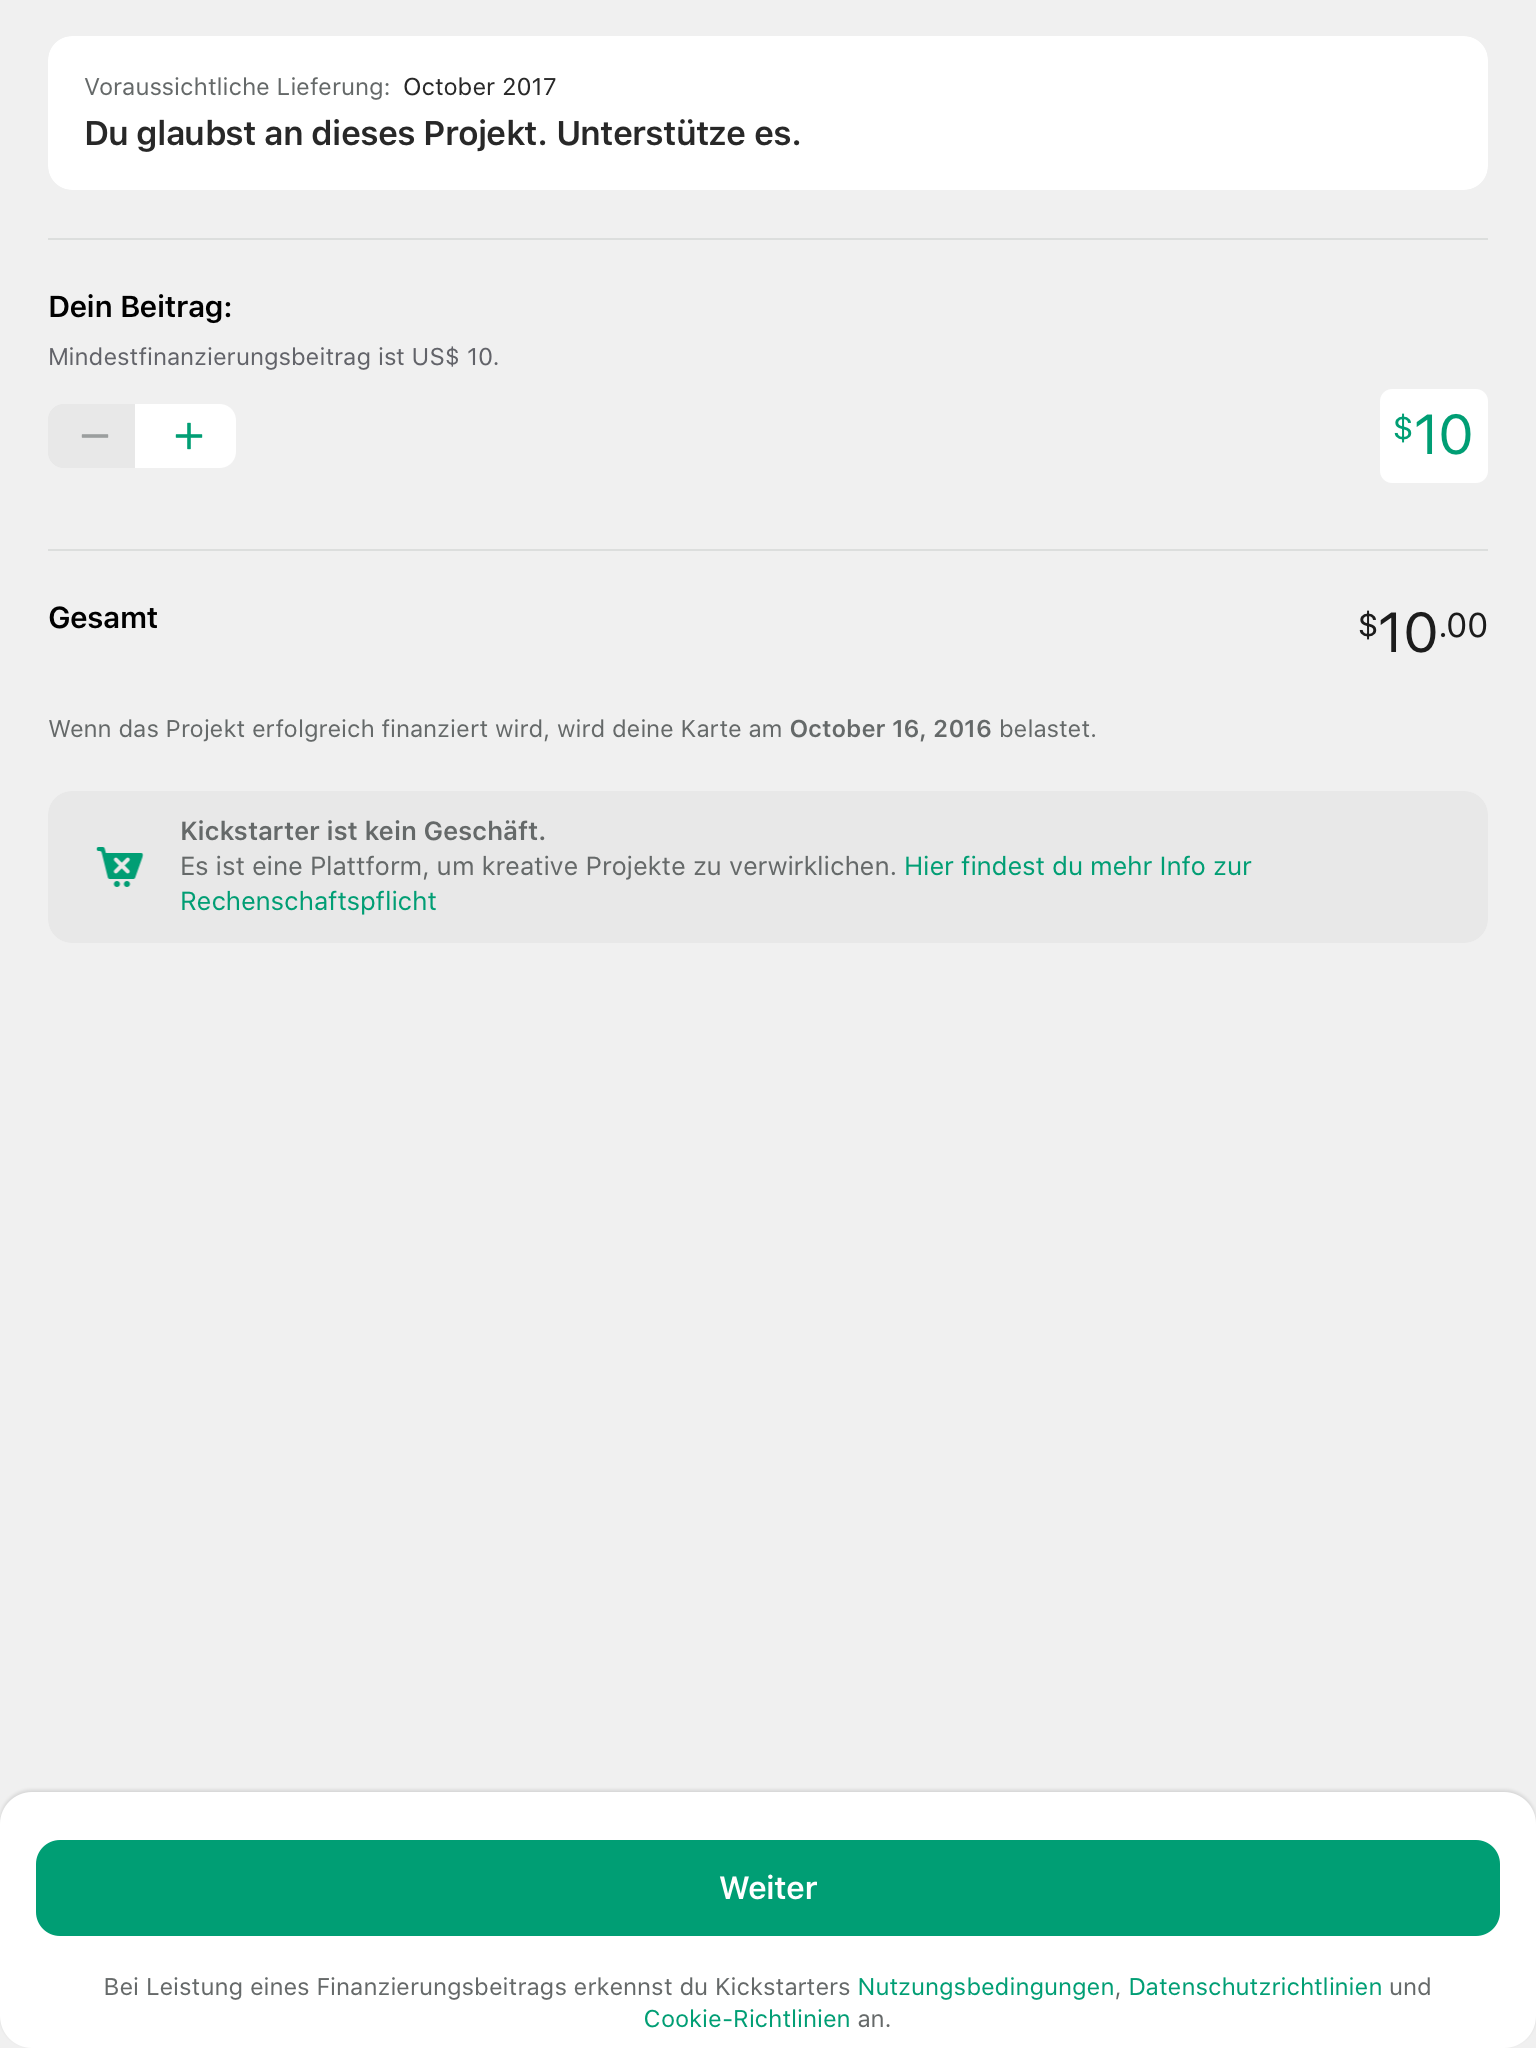 Voraussichtliche Lieferung: October 2017
Du glaubst an dieses Projekt. Unterstütze es.
Dein Beitrag:
Mindestfinanzierungsbeitrag ist US$ 10.
$10
Gesamt
$10.00
Wenn das Projekt erfolgreich finanziert wird, wird deine Karte am October 16, 2016 belastet.
Kickstarter ist kein Geschäft.
Es ist eine Plattform, um kreative Projekte zu verwirklichen. Hier findest du mehr Info zur
Rechenschaftspflicht
Weiter
Bei Leistung eines Finanzierungsbeitrags erkennst du Kickstarters Nutzungsbedingungen, Datenschutzrichtlinien und
Cookie-Richtlinien an.